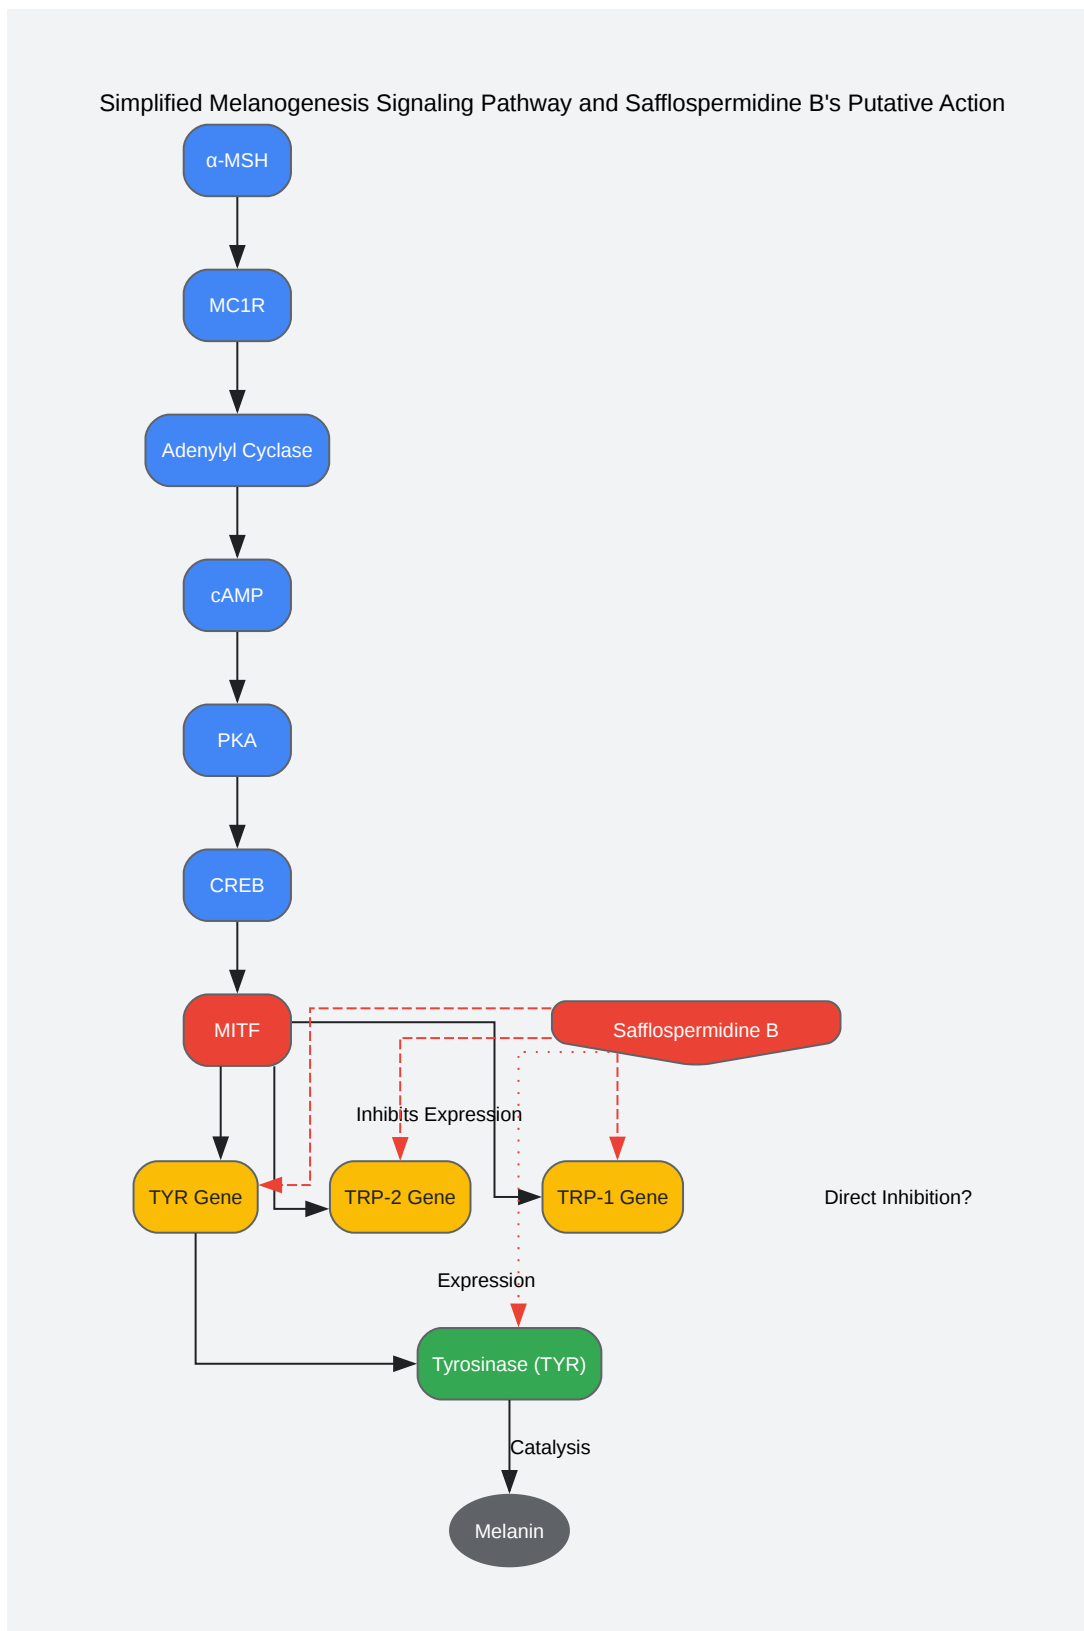 Simplified Melanogenesis Signaling Pathway and Safflospermidine B's Putative Action
α-MSH
MC1R
Adenylyl Cyclase
cAMP
PKA
CREB
MITF
Safflospermidine B
Inhibits Expression
TYR Gene
TRP-2 Gene
TRP-1 Gene
Direct Inhibition?
Expression
Tyrosinase (TYR)
Catalysis
Melanin